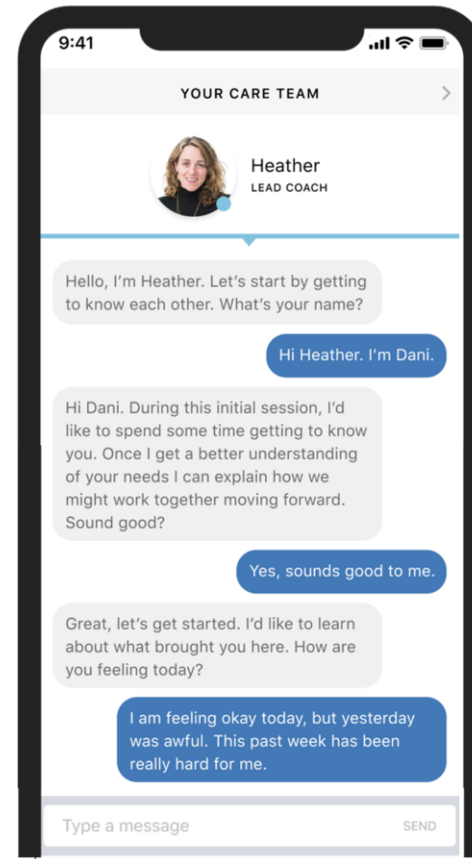 9:41
YOUR CARE TEAM
Heather
LEAD COACH
Hello, I’m Heather. Let’s start by getting
to know each other. What’s your name?
Hi Heather. I’m Dani.
Hi Dani. During this initial session, I’d
like to spend some time getting to know
you. Once I get a better understanding
of your needs I can explain how we
might work together moving forward.
Sound good?
Yes, sounds good to me.
Great, let’s get started. I’d like to learn
about what brought you here. How are
you feeling today?
I am feeling okay today, but yesterday
was awful. This past week has been
really hard for me.
Type a message
SEND